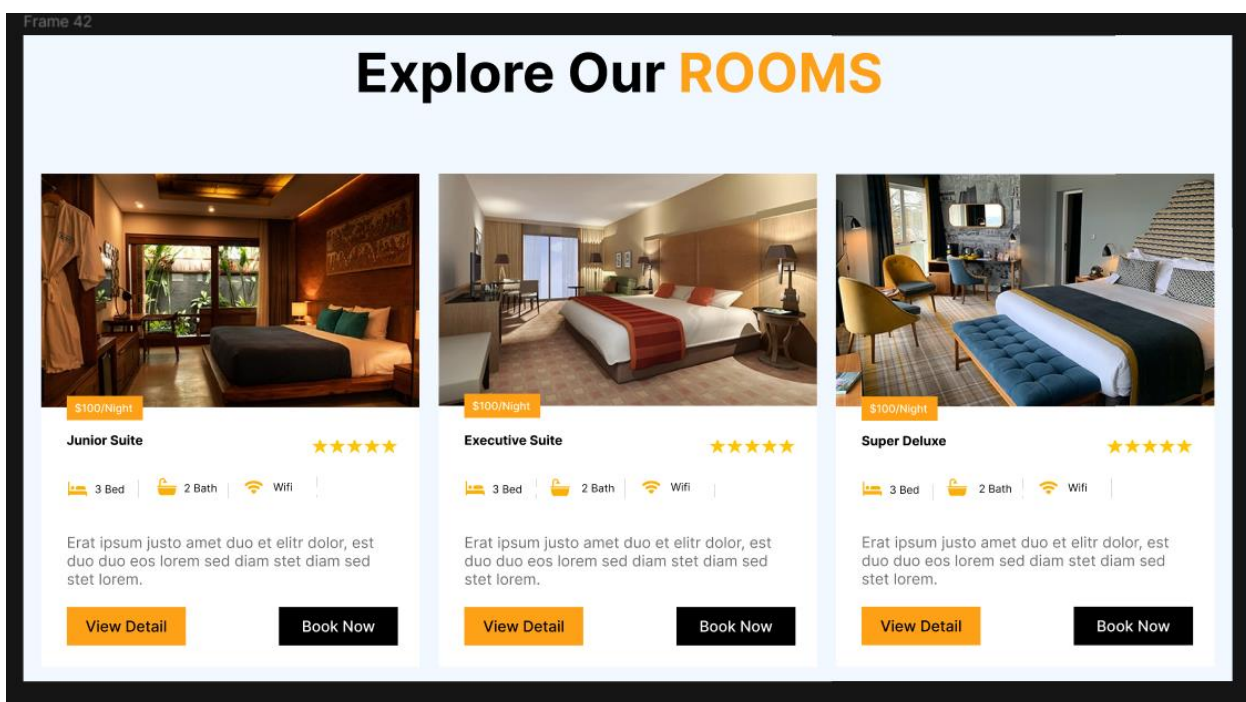 Frame 42
Explore Our ROOMS
$100/Night
Junior Suite
3 Bed
2 Bath
Wifi
Erat ipsum justo amet duo et elitr dolor, est
duo duo eos lorem sed diam stet diam sed
stet lorem.
View Detail
Book Now
$100/Night
Executive Suite
3 Bed
2 Bath
Wifi
Erat ipsum justo amet duo et elitr dolor, est
duo duo eos lorem sed diam stet diam sed
stet lorem.
View Detail
Book Now
$100/Night
Super Deluxe
3 Bed
2 Bath
Wifi
Erat ipsum justo amet duo et elitr dolor, est
duo duo eos lorem sed diam stet diam sed
stet lorem.
View Detail
Book Now